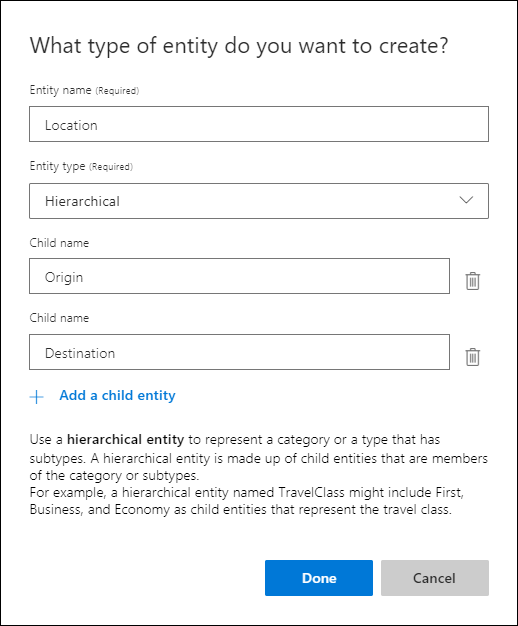 What type of entity do you want to create?
Entity name (Required)
Location
Entity type (Required)
Hierarchical
Child name
Origin
Child name
Destination
+ Add a child entity
Use a hierarchical entity to represent a category or a type that has
subtypes. A hierarchical entity is made up of child entities that are members
of the category or subtypes.
For example, a hierarchical entity named TravelClass might include First,
Business, and Economy as child entities that represent the travel class.
Done
Cancel